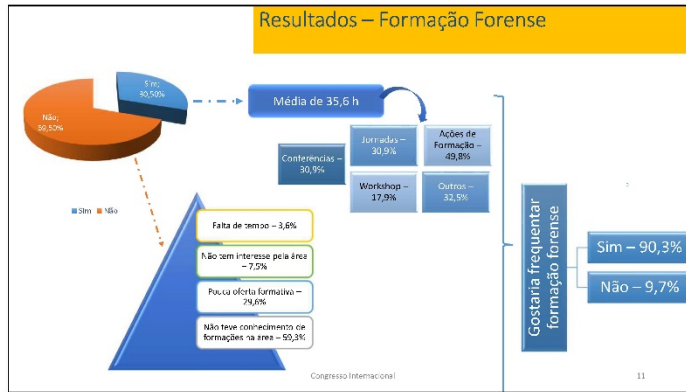 Resultados – Formação Forense
Sim;
30,50%
Não;
69,50%
Sim
Não
Média de 35,6 h
Conferências –
30,9%
Jornadas –
30,9%
Ações de
Formação –
49,8%
Workshop –
17,9%
Outros –
32,5%
Falta de tempo – 3,6%
Não tem interesse pela área
– 7,5%
Pouca oferta formativa –
29,6%
Não teve conhecimento de
formações na área – 59,3%
Gostaria frequentar
formação forense
Sim – 90,3%
Não – 9,7%
Congresso Internacional
11